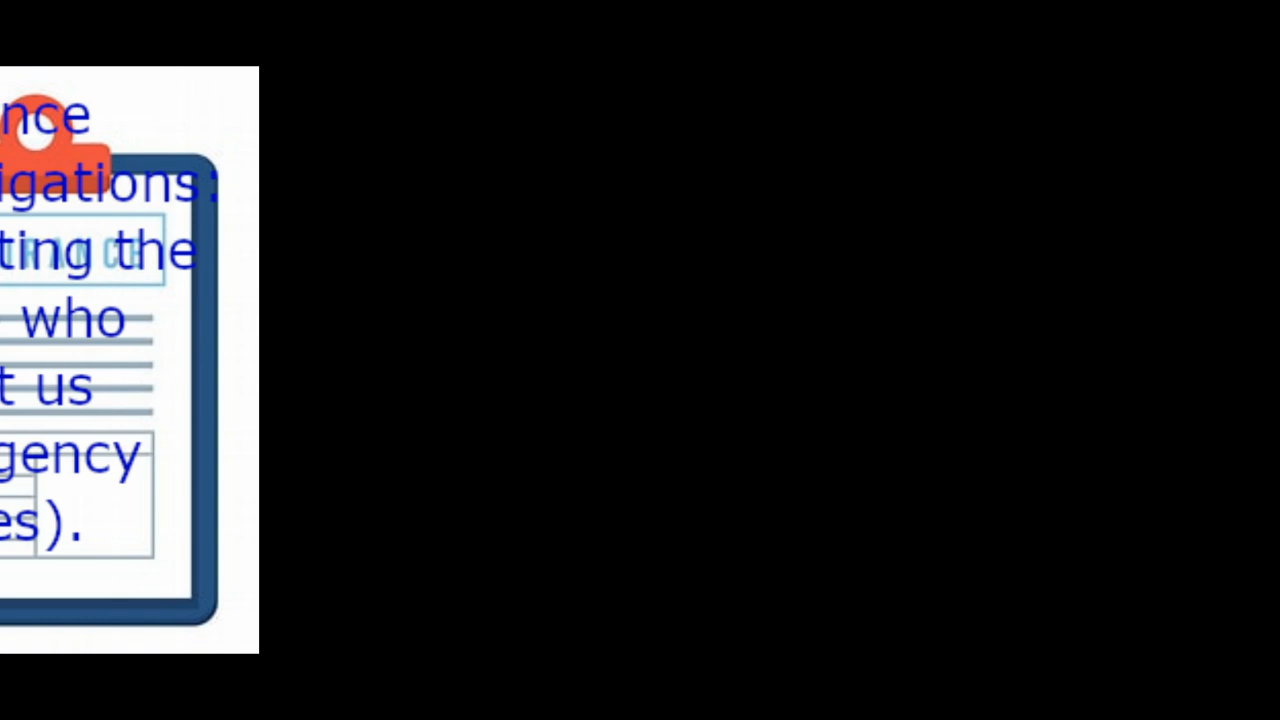 nce
igations:
ting the
who
t us
gency
es).